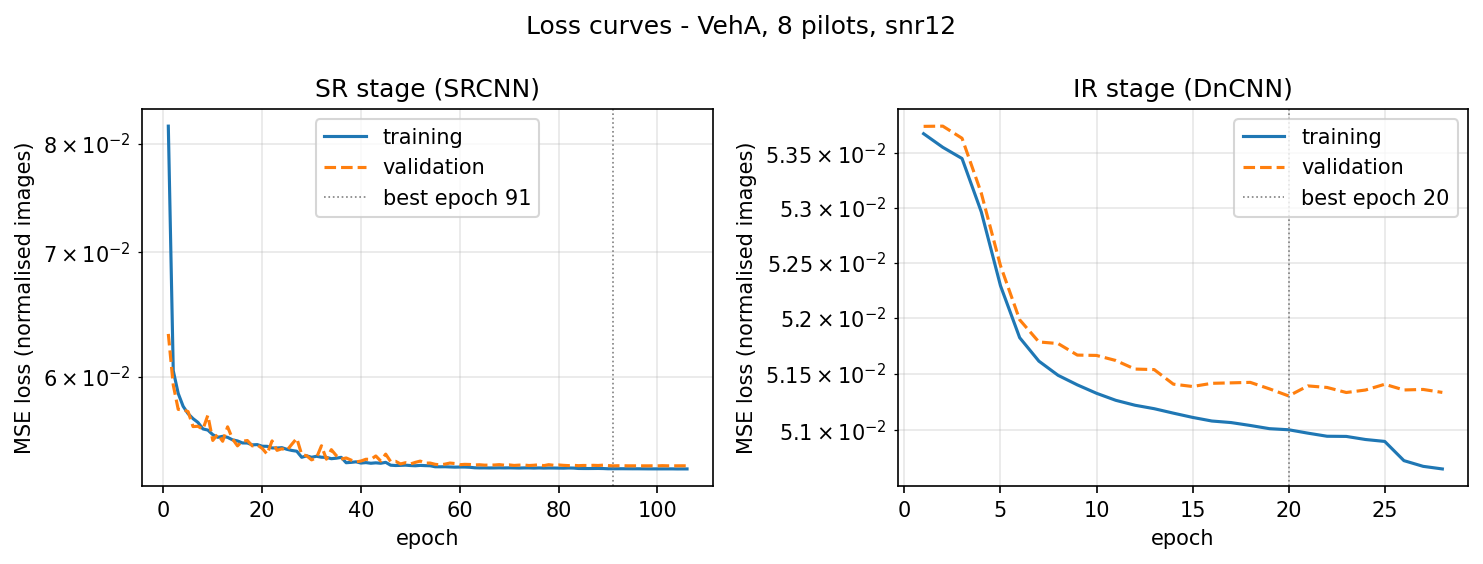 Loss curves - VehA, 8 pilots, snr12
SR stage (SRCNN)
MSE loss (normalised images)
8 × 10⁻²
7 × 10⁻²
6 × 10⁻²
training
validation
best epoch 91
0 20 40 60 80 100
epoch
IR stage (DnCNN)
MSE loss (normalised images)
5.35 × 10⁻²
5.3 × 10⁻²
5.25 × 10⁻²
5.2 × 10⁻²
5.15 × 10⁻²
5.1 × 10⁻²
training
validation
best epoch 20
0 5 10 15 20 25
epoch